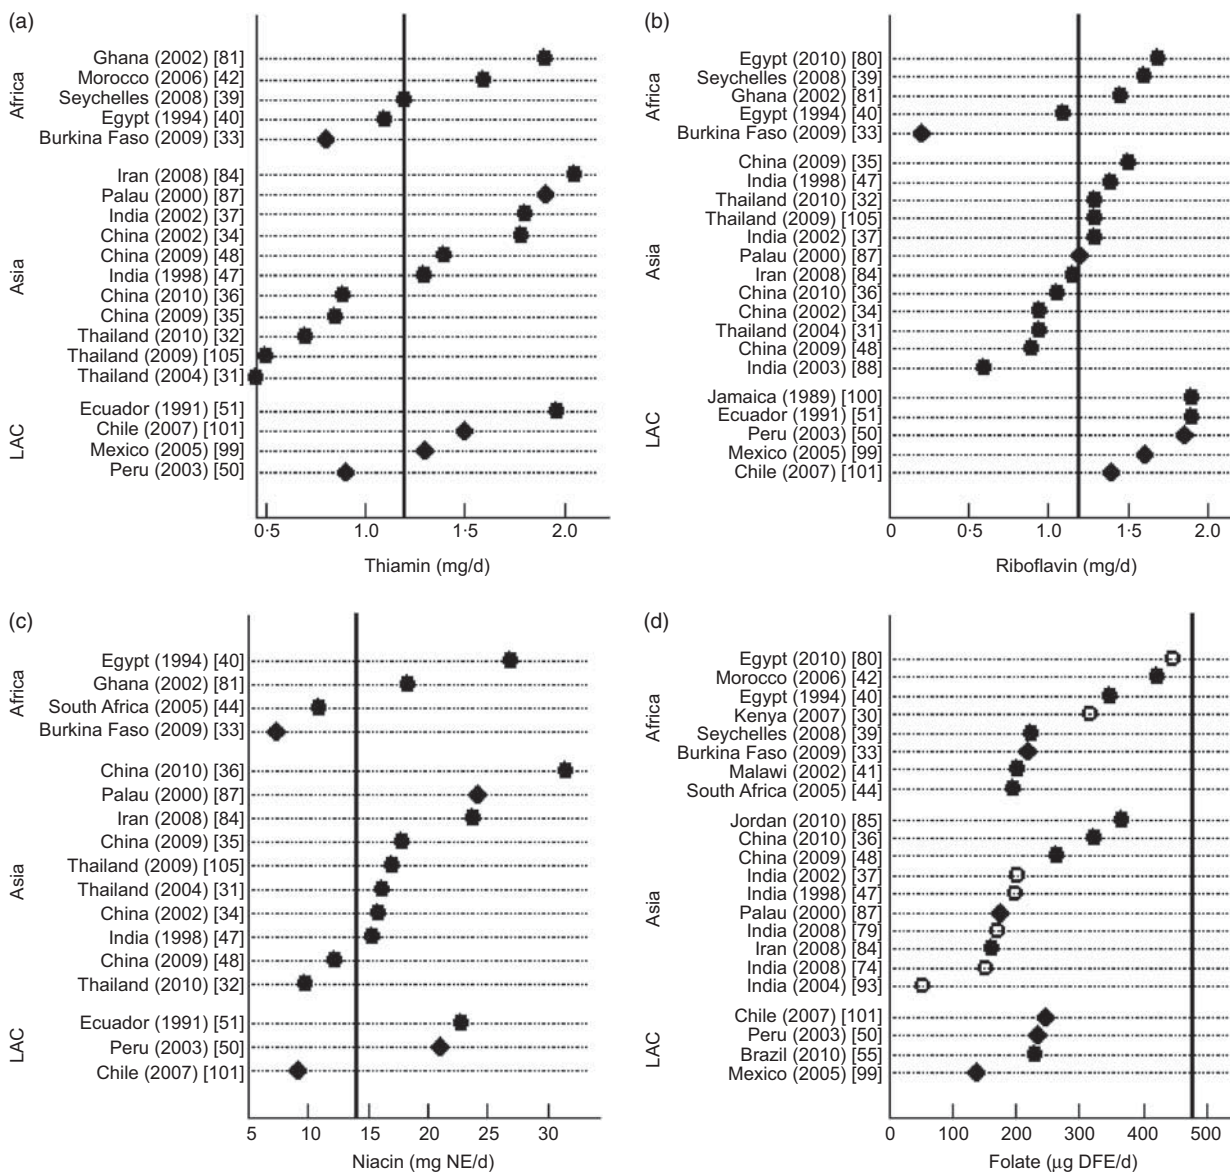 (a)
Africa
Ghana (2002) [81]
Morocco (2006) [42]
Seychelles (2008) [39]
Egypt (1994) [40]
Burkina Faso (2009) [33]
Asia
Iran (2008) [84]
Palau (2000) [87]
India (2002) [37]
China (2002) [34]
China (2009) [48]
India (1998) [47]
China (2010) [36]
China (2009) [35]
Thailand (2010) [32]
Thailand (2009) [105]
Thailand (2004) [31]
LAC
Ecuador (1991) [51]
Chile (2007) [101]
Mexico (2005) [99]
Peru (2003) [50]
0·5 1·0 1·5 2·0
Thiamin (mg/d)
(b)
Africa
Egypt (2010) [80]
Seychelles (2008) [39]
Ghana (2002) [81]
Egypt (1994) [40]
Burkina Faso (2009) [33]
Asia
China (2009) [35]
India (1998) [47]
Thailand (2010) [32]
Thailand (2009) [105]
India (2002) [37]
Palau (2000) [87]
Iran (2008) [84]
China (2010) [36]
China (2002) [34]
Thailand (2004) [31]
China (2009) [48]
India (2003) [88]
LAC
Jamaica (1989) [100]
Ecuador (1991) [51]
Peru (2003) [50]
Mexico (2005) [99]
Chile (2007) [101]
0 0·5 1·0 1·5 2·0
Riboflavin (mg/d)
(c)
Africa
Egypt (1994) [40]
Ghana (2002) [81]
South Africa (2005) [44]
Burkina Faso (2009) [33]
Asia
China (2010) [36]
Palau (2000) [87]
Iran (2008) [84]
China (2009) [35]
Thailand (2009) [105]
Thailand (2004) [31]
China (2002) [34]
India (1998) [47]
China (2009) [48]
Thailand (2010) [32]
LAC
Ecuador (1991) [51]
Peru (2003) [50]
Chile (2007) [101]
5 10 15 20 25 30
Niacin (mg NE/d)
(d)
Africa
Egypt (2010) [80]
Morocco (2006) [42]
Egypt (1994) [40]
Kenya (2007) [30]
Seychelles (2008) [39]
Burkina Faso (2009) [33]
Malawi (2002) [41]
South Africa (2005) [44]
Asia
Jordan (2010) [85]
China (2010) [36]
China (2009) [48]
India (2002) [37]
India (1998) [47]
Palau (2000) [87]
India (2008) [79]
Iran (2008) [84]
India (2008) [74]
India (2004) [93]
LAC
Chile (2007) [101]
Peru (2003) [50]
Brazil (2010) [55]
Mexico (2005) [99]
0 100 200 300 400 500
Folate (μg DFE/d)